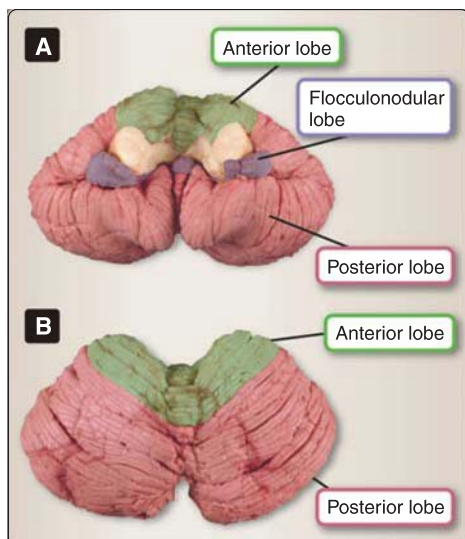 A
Anterior lobe
Flocculonodular
lobe
Posterior lobe
B
Anterior lobe
Posterior lobe